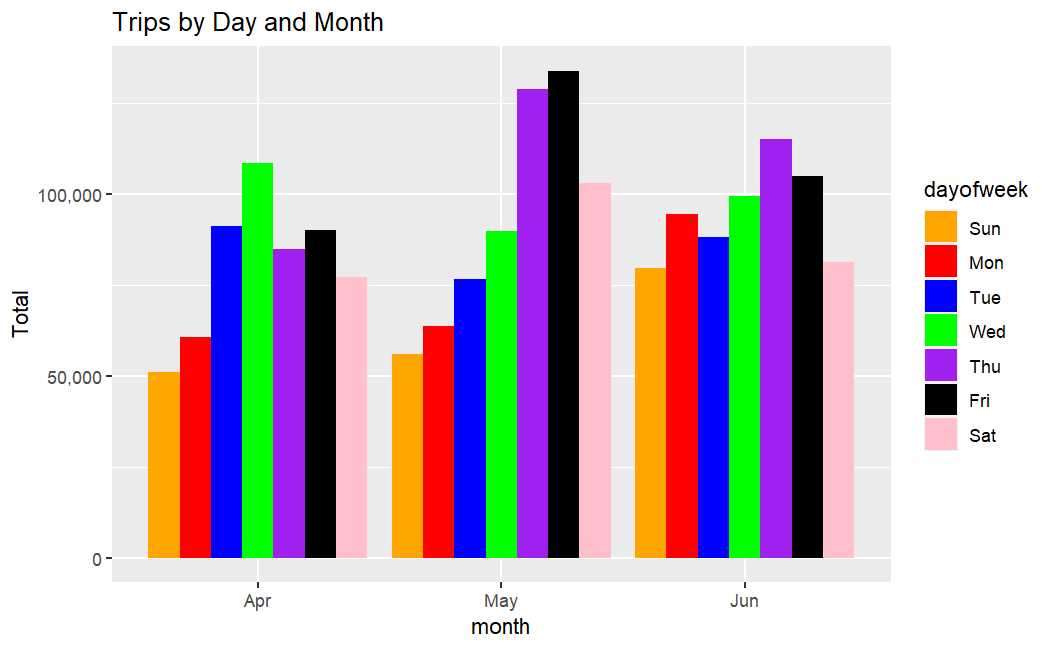 Trips by Day and Month
Total
100,000
50,000
0
Apr
May
Jun
month
dayofweek
Sun
Mon
Tue
Wed
Thu
Fri
Sat